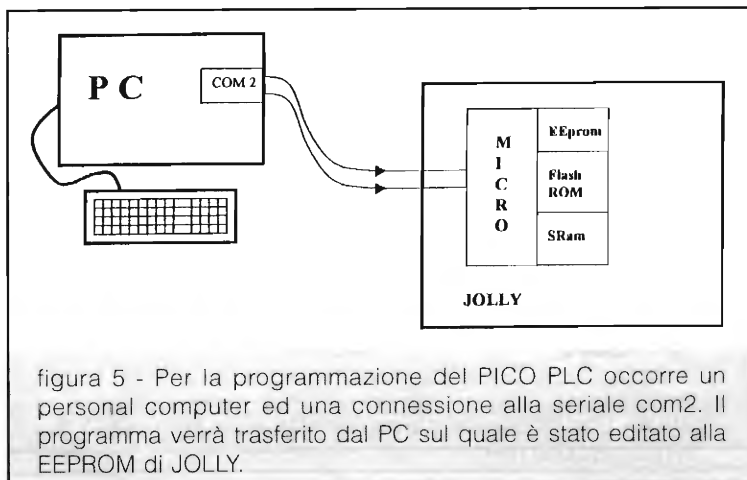 P C
COM 2
MICRO
EEprom
Flash
ROM
SRam
JOLLY
figura 5 - Per la programmazione del PICO PLC occorre un
personal computer ed una connessione alla seriale com2. Il
programma verrà trasferito dal PC sul quale è stato editato alla
EEPROM di JOLLY.